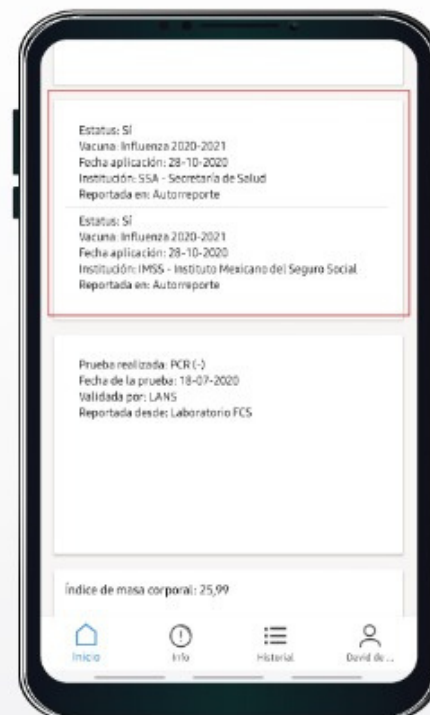 Estatus: Sí
Vacuna: Influenza 2020-2021
Fecha aplicación: 28-10-2020
Institución: SSA - Secretaría de Salud
Reportada en: Autorreporte
Estatus: Sí
Vacuna: Influenza 2020-2021
Fecha aplicación: 28-10-2020
Institución: IMSS - Instituto Mexicano del Seguro Social
Reportada en: Autorreporte
Prueba realizada: PCR (-)
Fecha de la prueba: 18-07-2020
Validada por: LANS
Reportada desde: Laboratorio FCS
Índice de masa corporal: 25,99
Inicio Info Historial David de ...